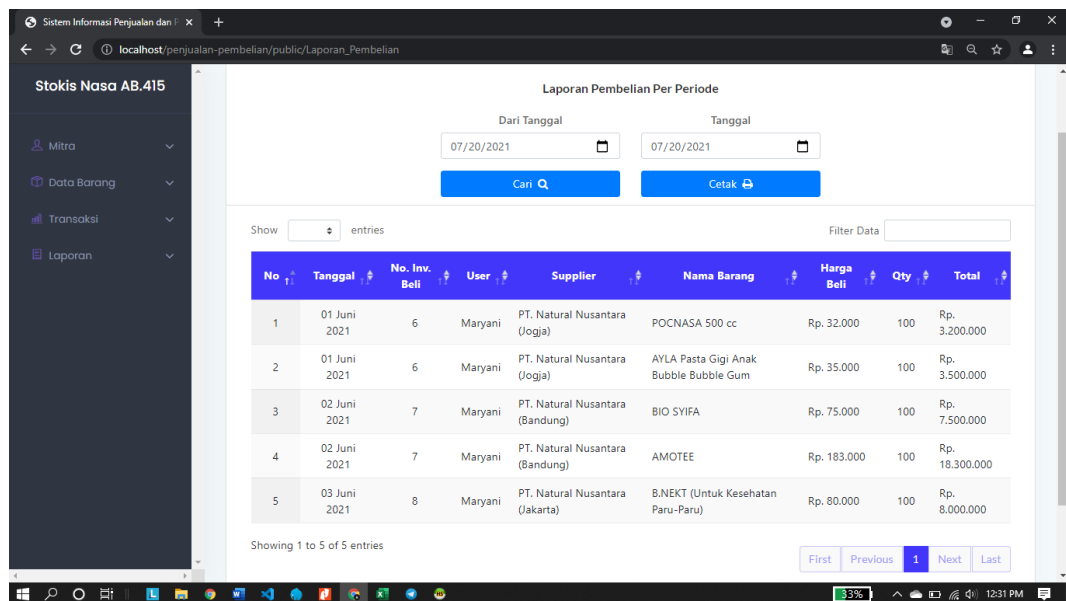 Sistem Informasi Penjualan dan P
localhost/penjualan-pembelian/public/Laporan_Pembelian
Stokis Nasa AB.415
Mitra
Data Barang
Transaksi
Laporan
Laporan Pembelian Per Periode
Dari Tanggal Tanggal
07/20/2021 07/20/2021
Cari Cetak
Show entries Filter Data
No Tanggal No. Inv. Beli User Supplier Nama Barang Harga Beli Qty Total
1 01 Juni 2021 6 Maryani PT. Natural Nusantara (Jogja) POCNASA 500 cc Rp. 32.000 100 Rp. 3.200.000
2 01 Juni 2021 6 Maryani PT. Natural Nusantara (Jogja) AYLA Pasta Gigi Anak Bubble Bubble Gum Rp. 35.000 100 Rp. 3.500.000
3 02 Juni 2021 7 Maryani PT. Natural Nusantara (Bandung) BIO SYIFA Rp. 75.000 100 Rp. 7.500.000
4 02 Juni 2021 7 Maryani PT. Natural Nusantara (Bandung) AMOTEE Rp. 183.000 100 Rp. 18.300.000
5 03 Juni 2021 8 Maryani PT. Natural Nusantara (Jakarta) B.NEKT (Untuk Kesehatan Paru-Paru) Rp. 80.000 100 Rp. 8.000.000
Showing 1 to 5 of 5 entries
First Previous 1 Next Last
33% 12:31 PM